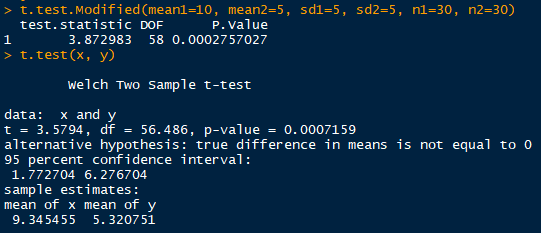 > t.test.Modified(mean1=10, mean2=5, sd1=5, sd2=5, n1=30, n2=30)
  test.statistic DOF      P.Value
1       3.872983  58 0.0002757027
> t.test(x, y)
        Welch Two Sample t-test
data:  x and y
t = 3.5794, df = 56.486, p-value = 0.0007159
alternative hypothesis: true difference in means is not equal to 0
95 percent confidence interval:
 1.772704 6.276704
sample estimates:
mean of x mean of y
 9.345455  5.320751